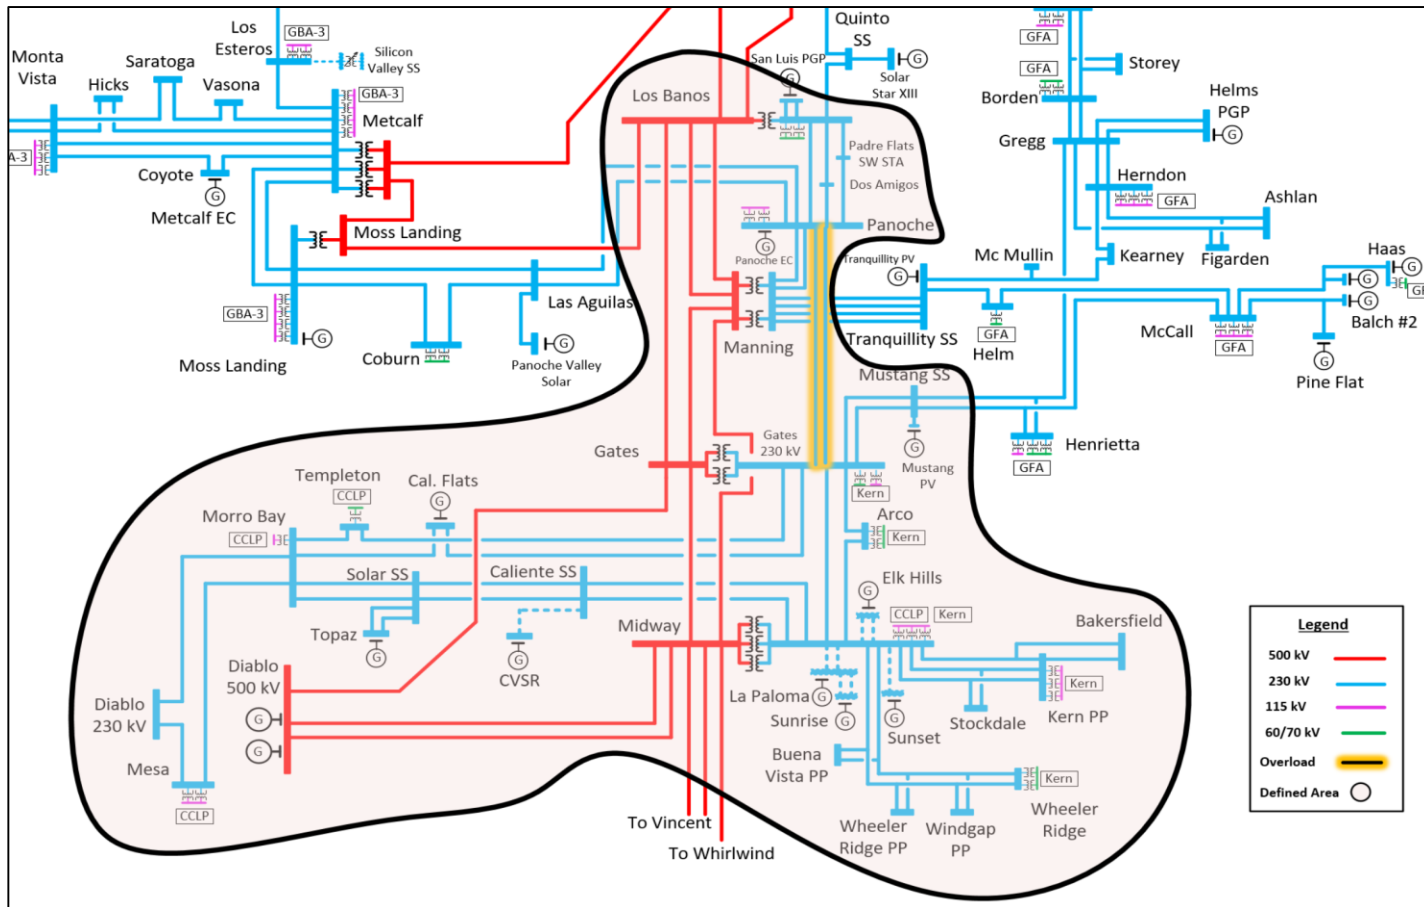 Los
Esteros
GBA-3
Silicon
Valley SS
Monta
Vista
Hicks
Saratoga
Vasona
GBA-3
Metcalf
Coyote
G
Metcalf EC
Moss Landing
GBA-3
G
Moss Landing
Coburn
Las Aguilas
G
Panoche Valley
Solar
Quinto
SS
G
Solar
Star XIII
San Luis PGP
G
Los Banos
Padre Flats
SW STA
Dos Amigos
Panoche
G
Panoche EC
Manning
Tranquillity PV
G
Tranquillity SS
Mc Mullin
GFA
Helm
GFA
GFA
Storey
Borden
Gregg
Helms
PGP
G
Herndon
GFA
Ashlan
Figarden
Kearney
Haas
G
G
G
Balch #2
McCall
GFA
G
Pine Flat
Mustang SS
G
Mustang
PV
Henrietta
GFA
Gates
Gates
230 kV
Kern
Arco
Kern
Templeton
CCLP
Cal. Flats
G
Morro Bay
CCLP
Solar SS
Topaz
G
Caliente SS
G
CVSR
Elk Hills
G
CCLP
Kern
Bakersfield
Midway
Diablo
500 kV
G
G
Diablo
230 kV
Mesa
CCLP
La Paloma
G
Sunrise
G
G
Sunset
Stockdale
Kern
Kern PP
Buena
Vista PP
Kern
Wheeler
Ridge
Wheeler
Ridge PP
Windgap
PP
To Vincent
To Whirlwind
Legend
500 kV
230 kV
115 kV
60/70 kV
Overload
Defined Area